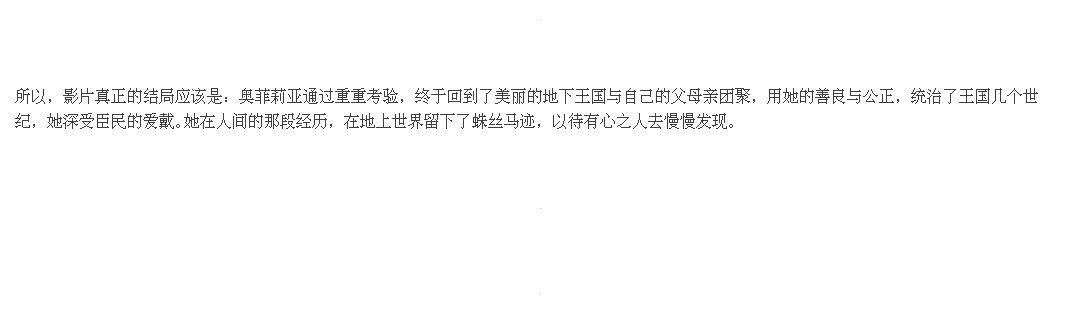 所以，影片真正的结局应该是：奥菲莉亚通过重重考验，终于回到了美丽的地下王国与自己的父母亲团聚，用她的善良与公正，统治了王国几个世
纪，她深受臣民的爱戴。她在人间的那段经历，在地上世界留下了蛛丝马迹，以待有心之人去慢慢发现。